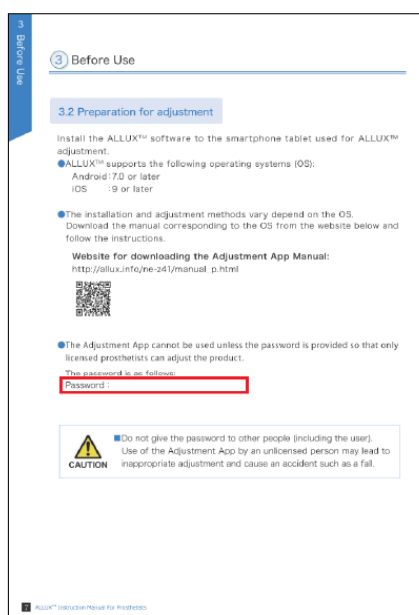 3
Before Use
3 Before Use
3.2 Preparation for adjustment
Install the ALLUX™ software to the smartphone tablet used for ALLUX™
adjustment.
●ALLUX™ supports the following operating systems (OS):
Android:7.0 or later
iOS :9 or later
●The installation and adjustment methods vary depend on the OS.
Download the manual corresponding to the OS from the website below and
follow the instructions.
Website for downloading the Adjustment App Manual:
http://allux.info/ne-z41/manual_p.html
●The Adjustment App cannot be used unless the password is provided so that only
licensed prosthetists can adjust the product.
The password is as follows:
Password :
CAUTION
■Do not give the password to other people (including the user).
Use of the Adjustment App by an unlicensed person may lead to
inappropriate adjustment and cause an accident such as a fall.
7 ALLUX™ Instruction Manual For Prosthetists